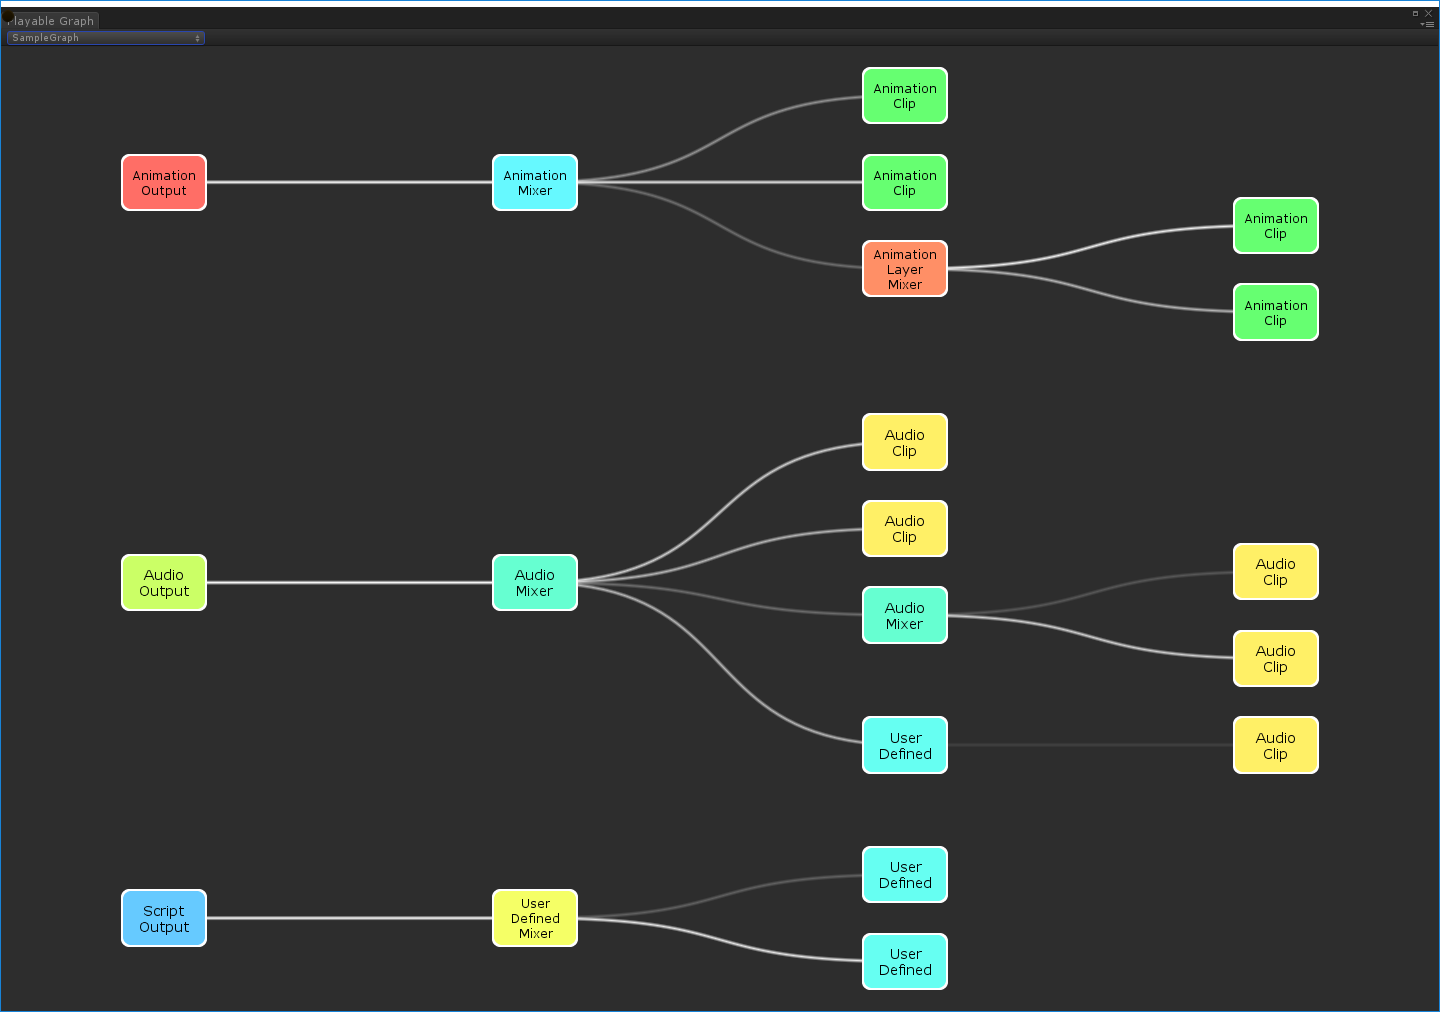 Playable Graph
SampleGraph
Animation
Clip
Animation
Output
Animation
Mixer
Animation
Clip
Animation
Clip
Animation
Layer
Mixer
Animation
Clip
Audio
Clip
Audio
Clip
Audio
Output
Audio
Mixer
Audio
Mixer
Audio
Clip
Audio
Clip
User
Defined
Audio
Clip
User
Defined
Script
Output
User
Defined
Mixer
User
Defined